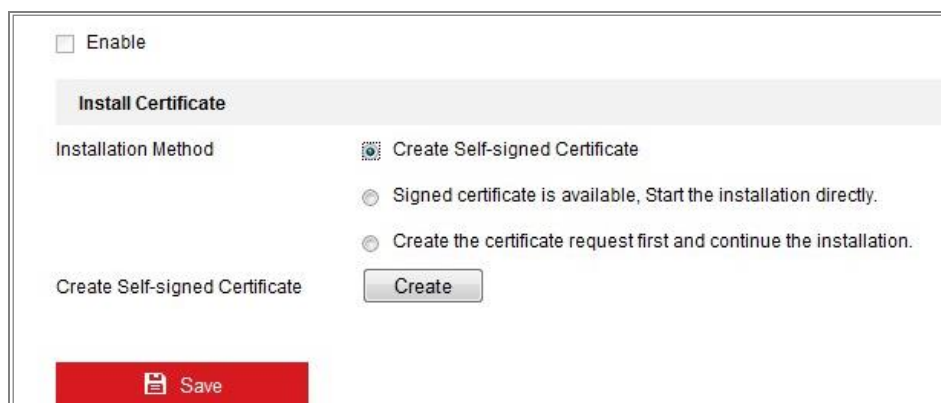 Enable
Install Certificate
Installation Method
Create Self-signed Certificate
Signed certificate is available, Start the installation directly.
Create the certificate request first and continue the installation.
Create Self-signed Certificate
Create
Save